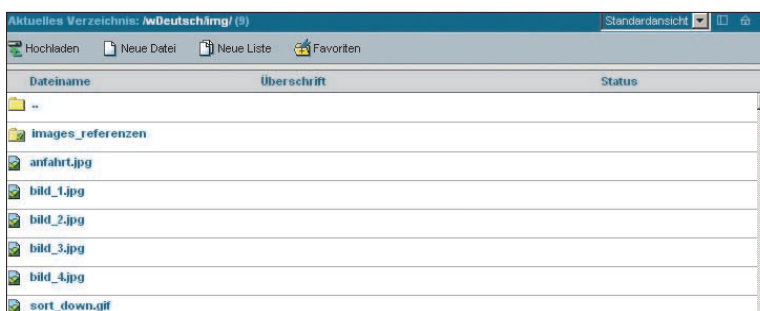 Aktuelles Verzeichnis: /wDeutsch/img/ (9) Standardansicht
Hochladen Neue Datei Neue Liste Favoriten
Dateiname Überschrift Status
..
images_referenzen
anfahrt.jpg
bild_1.jpg
bild_2.jpg
bild_3.jpg
bild_4.jpg
sort_down.gif